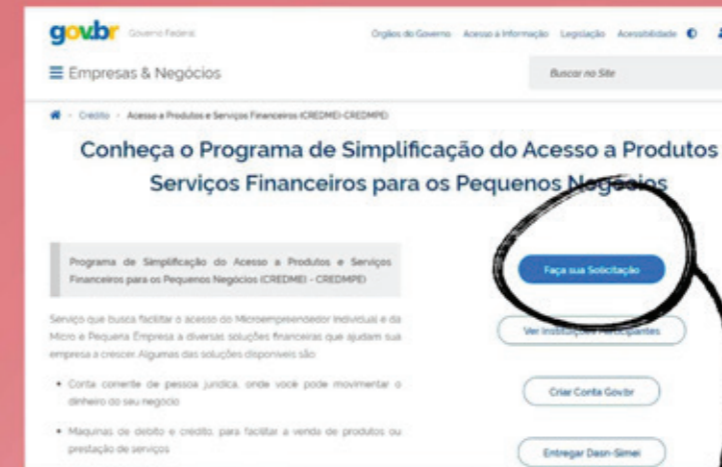 gov.br Governo Federal
Órgãos do Governo Acesso à Informação Legislação Acessibilidade
Empresas & Negócios
Buscar no Site
Crédito > Acesso a Produtos e Serviços Financeiros (CREDMEI-CREDMPE)
Conheça o Programa de Simplificação do Acesso a Produtos
Serviços Financeiros para os Pequenos Negócios
Programa de Simplificação do Acesso a Produtos e Serviços
Financeiros para os Pequenos Negócios (CREDMEI - CREDMPE)
Faça sua Solicitação
Serviço que busca facilitar o acesso do Microempreendedor Individual e da
Micro e Pequena Empresa a diversas soluções financeiras que ajudam sua
empresa a crescer. Algumas das soluções disponíveis são:
Ver Instituições Participantes
• Conta corrente de pessoa jurídica, onde você pode movimentar o
dinheiro do seu negócio
Criar Conta Gov.br
• Máquinas de débito e crédito, para facilitar a venda de produtos ou
prestação de serviços
Entregar Dasn-Simei